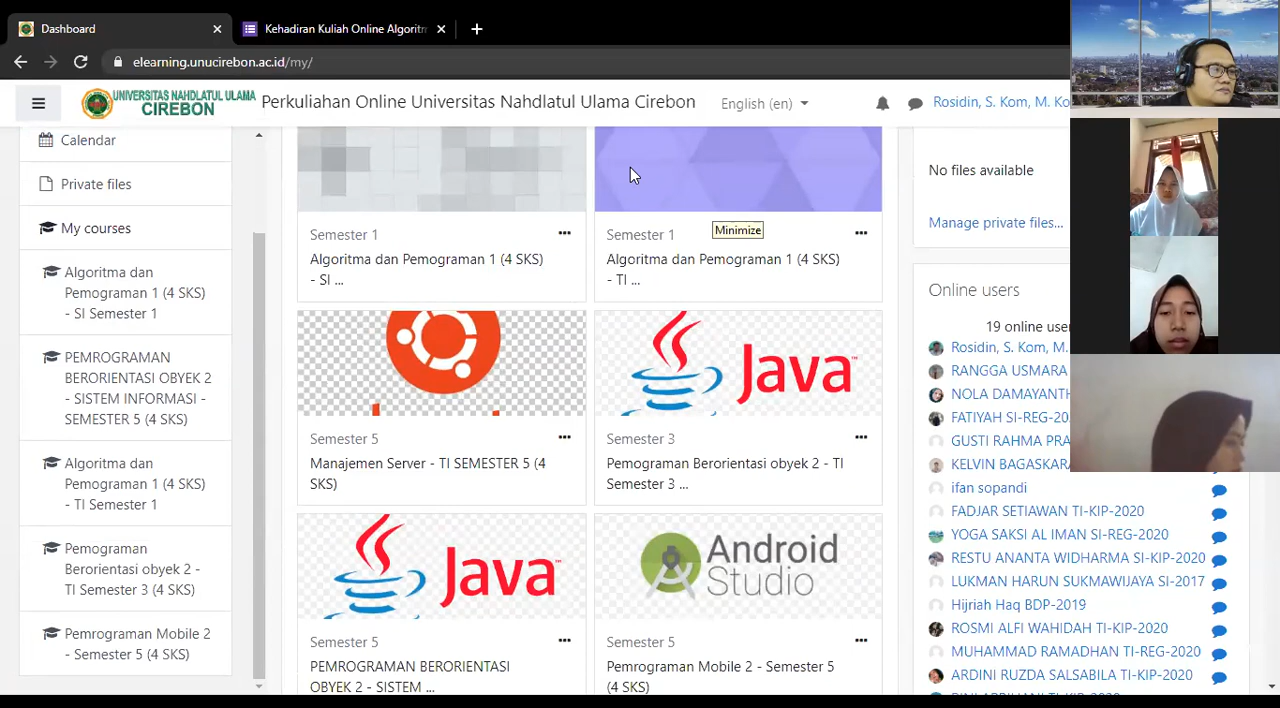 Dashboard
Kehadiran Kuliah Online Algoritm
elearning.unucirebon.ac.id/my/
UNIVERSITAS NAHDLATUL ULAMA
CIREBON
Perkuliahan Online Universitas Nahdlatul Ulama Cirebon
English (en)
Rosidin, S. Kom, M. Ko
Calendar
Private files
My courses
Algoritma dan
Pemograman 1 (4 SKS)
- SI Semester 1
PEMROGRAMAN
BERORIENTASI OBYEK 2
- SISTEM INFORMASI -
SEMESTER 5 (4 SKS)
Algoritma dan
Pemograman 1 (4 SKS)
- TI Semester 1
Pemograman
Berorientasi obyek 2 -
TI Semester 3 (4 SKS)
Pemrograman Mobile 2
- Semester 5 (4 SKS)
Semester 1
Algoritma dan Pemograman 1 (4 SKS)
- SI ...
Semester 1
Minimize
Algoritma dan Pemograman 1 (4 SKS)
- TI ...
Semester 5
Manajemen Server - TI SEMESTER 5 (4
SKS)
Java™
Semester 3
Pemograman Berorientasi obyek 2 - TI
Semester 3 ...
Java™
Semester 5
PEMROGRAMAN BERORIENTASI
OBYEK 2 - SISTEM ...
Android
Studio
Semester 5
Pemrograman Mobile 2 - Semester 5
(4 SKS)
No files available
Manage private files...
Online users
19 online use
Rosidin, S. Kom, M.
RANGGA USMARA
NOLA DAMAYANTH
FATIYAH SI-REG-20
GUSTI RAHMA PRA
KELVIN BAGASKARA
ifan sopandi
FADJAR SETIAWAN TI-KIP-2020
YOGA SAKSI AL IMAN SI-REG-2020
RESTU ANANTA WIDHARMA SI-KIP-2020
LUKMAN HARUN SUKMAWIJAYA SI-2017
Hijriah Haq BDP-2019
ROSMI ALFI WAHIDAH TI-KIP-2020
MUHAMMAD RAMADHAN TI-REG-2020
ARDINI RUZDA SALSABILA TI-KIP-2020